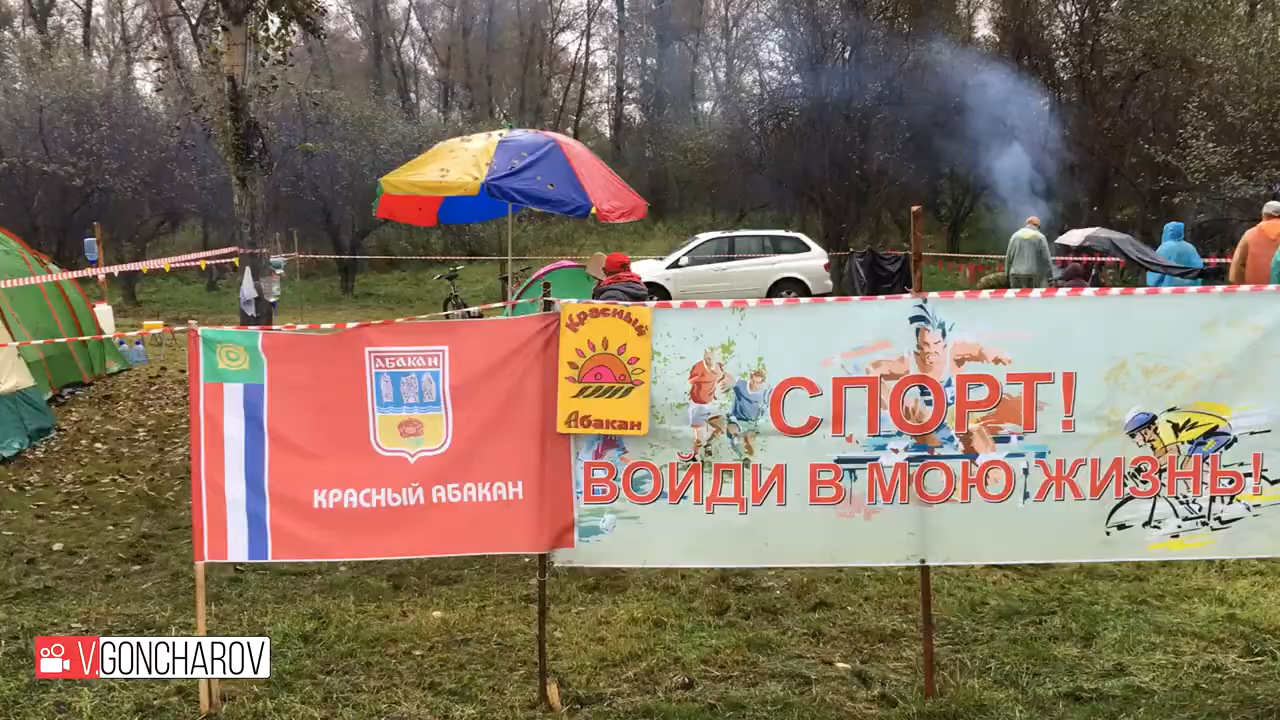 АБАКАН
КРАСНЫЙ АБАКАН
Красный
Абакан
СПОРТ!
ВОЙДИ В МОЮ ЖИЗНЬ!
V.GONCHAROV